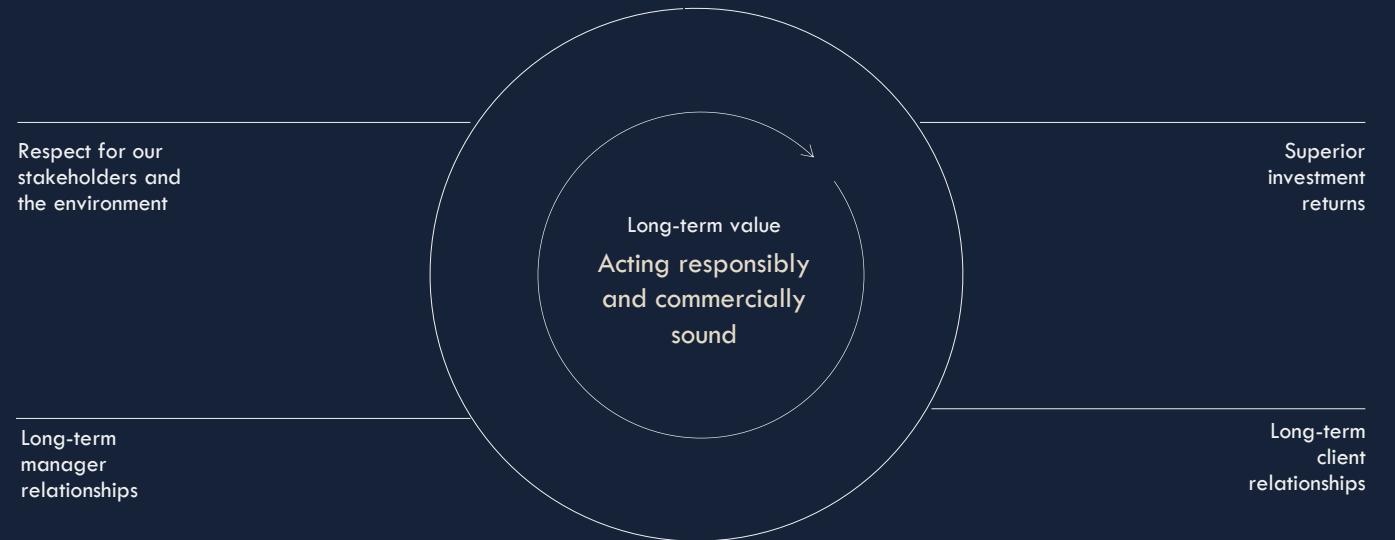 Respect for our
stakeholders and
the environment
Superior
investment
returns
Long-term value
Acting responsibly
and commercially
sound
Long-term
manager
relationships
Long-term
client
relationships